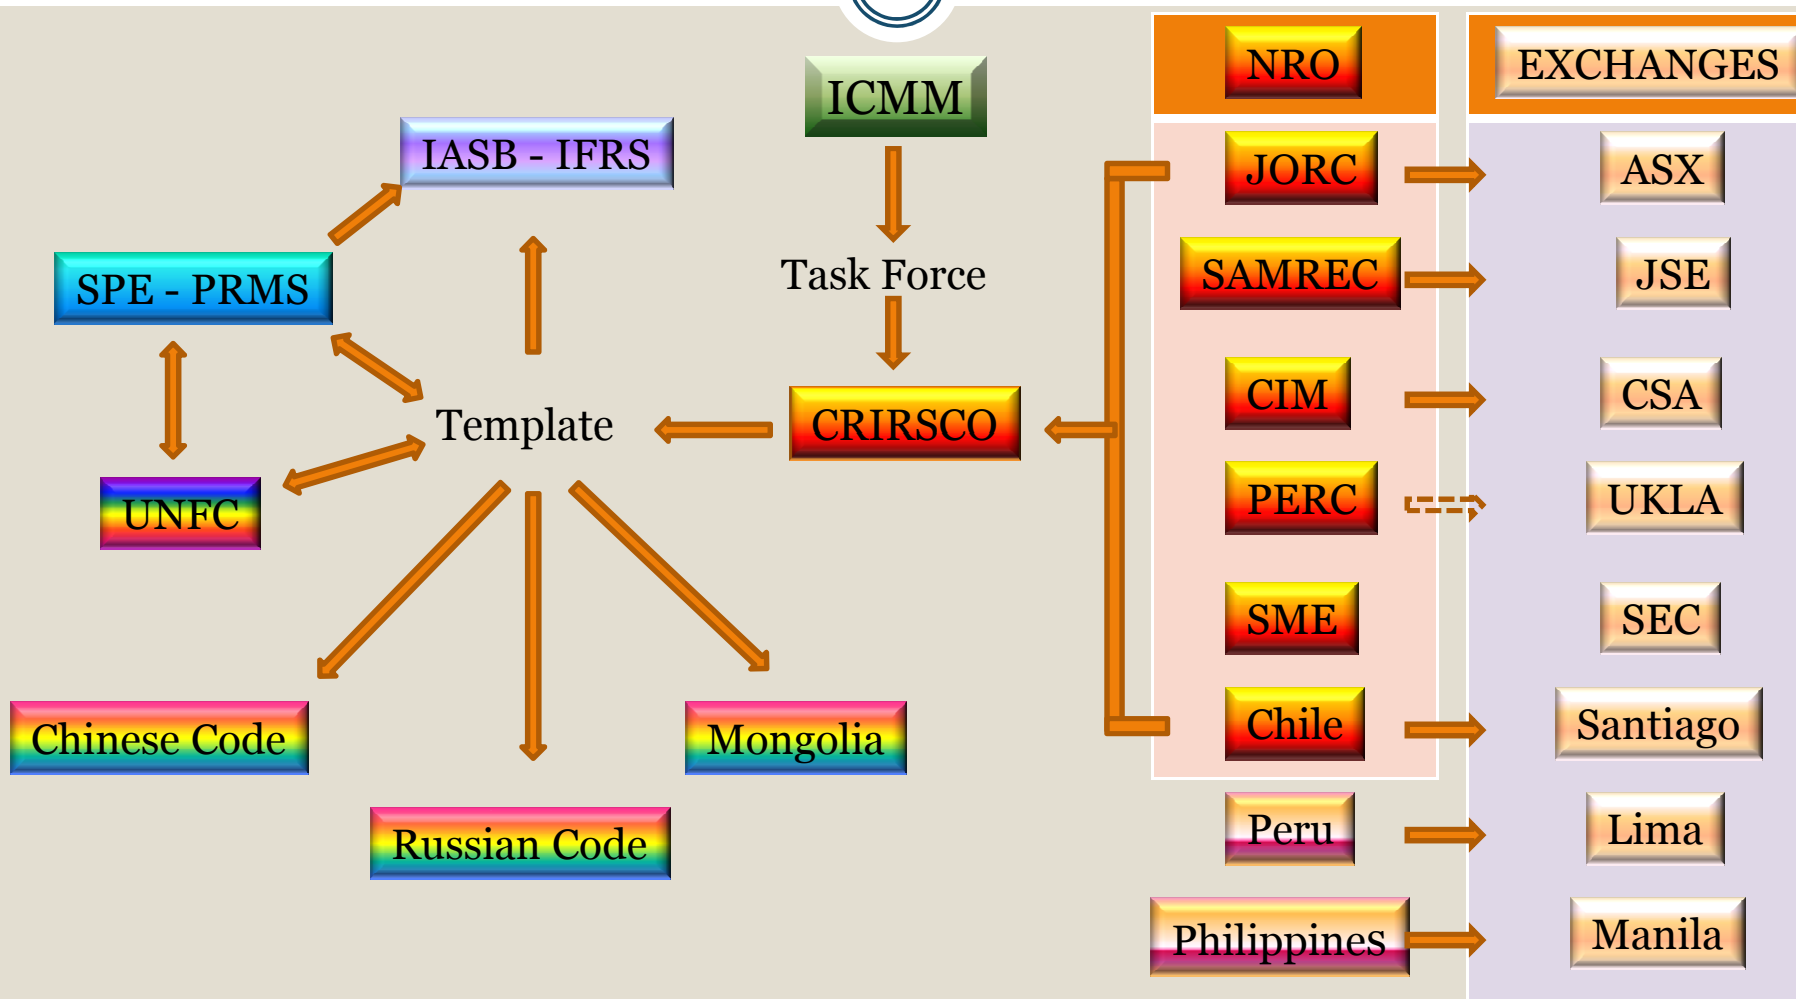 ICMM
IASB - IFRS
SPE - PRMS
Task Force
Template
CRIRSCO
UNFC
Chinese Code
Mongolia
Russian Code
NRO
EXCHANGES
JORC
ASX
SAMREC
JSE
CIM
CSA
PERC
UKLA
SME
SEC
Chile
Santiago
Peru
Lima
Philippines
Manila